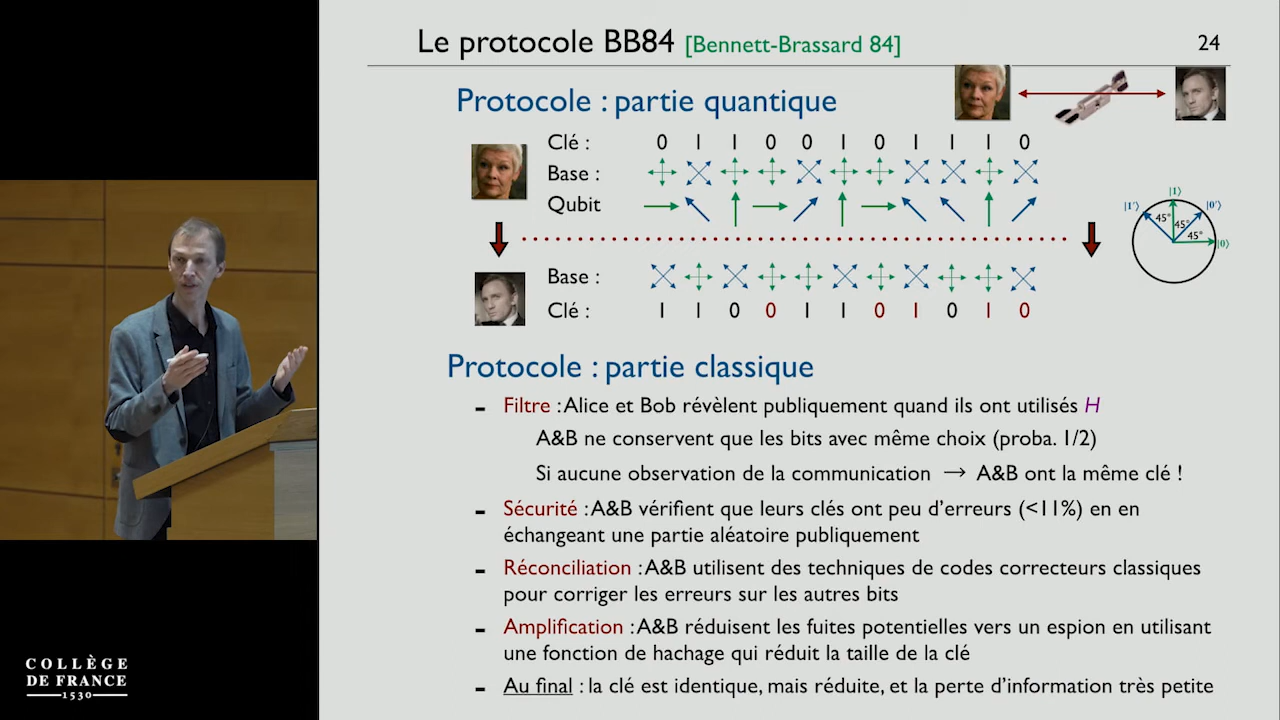 Le protocole BB84 [Bennett-Brassard 84]
24
Protocole : partie quantique
Clé : 0 1 1 0 0 1 0 1 1 1 0
Base :
Qubit
|1⟩
|1'⟩ |0'⟩
45° 45° 45°
|0⟩
Base :
Clé : 1 1 0 0 1 1 0 1 0 1 0
Protocole : partie classique
- Filtre : Alice et Bob révèlent publiquement quand ils ont utilisés H
A&B ne conservent que les bits avec même choix (proba. 1/2)
Si aucune observation de la communication → A&B ont la même clé !
- Sécurité : A&B vérifient que leurs clés ont peu d'erreurs (<11%) en en
échangeant une partie aléatoire publiquement
- Réconciliation : A&B utilisent des techniques de codes correcteurs classiques
pour corriger les erreurs sur les autres bits
- Amplification : A&B réduisent les fuites potentielles vers un espion en utilisant
une fonction de hachage qui réduit la taille de la clé
- Au final : la clé est identique, mais réduite, et la perte d'information très petite
COLLÈGE
DE FRANCE
1530